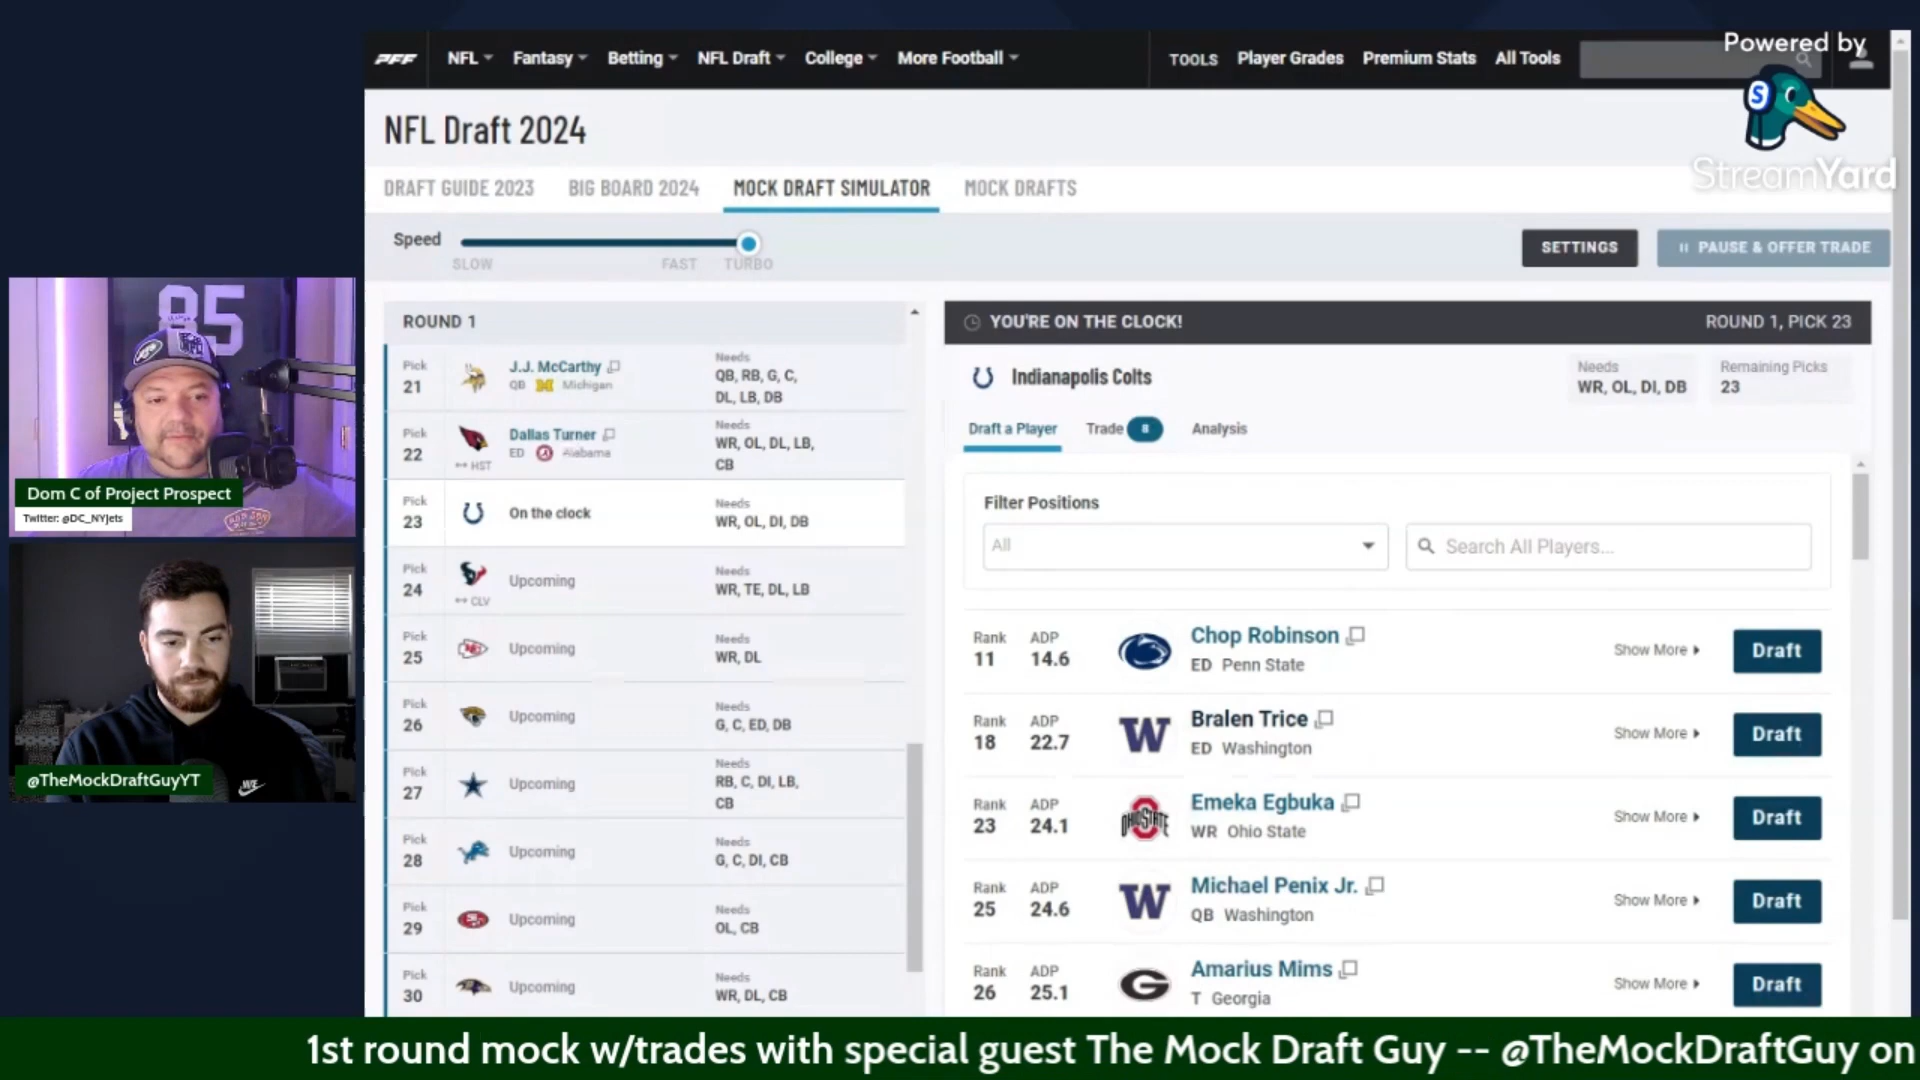 Powered by
StreamYard
PFF
NFL
Fantasy
Betting
NFL Draft
College
More Football
TOOLS
Player Grades
Premium Stats
All Tools
NFL Draft 2024
DRAFT GUIDE 2023
BIG BOARD 2024
MOCK DRAFT SIMULATOR
MOCK DRAFTS
Speed
SLOW
FAST
TURBO
SETTINGS
PAUSE & OFFER TRADE
85
Dom C of Project Prospect
Twitter: @DC_NYJets
@TheMockDraftGuyYT
ROUND 1
Pick
21
J.J. McCarthy
QB Michigan
Needs
QB, RB, G, C,
DL, LB, DB
Pick
22
HST
Dallas Turner
ED Alabama
Needs
WR, OL, DL, LB,
CB
Pick
23
On the clock
Needs
WR, OL, DI, DB
Pick
24
CLV
Upcoming
Needs
WR, TE, DL, LB
Pick
25
Upcoming
Needs
WR, DL
Pick
26
Upcoming
Needs
G, C, ED, DB
Pick
27
Upcoming
Needs
RB, C, DI, LB,
CB
Pick
28
Upcoming
Needs
G, C, DI, CB
Pick
29
Upcoming
Needs
OL, CB
Pick
30
Upcoming
Needs
WR, DL, CB
YOU'RE ON THE CLOCK!
ROUND 1, PICK 23
Indianapolis Colts
Needs
WR, OL, DI, DB
Remaining Picks
23
Draft a Player
Trade 8
Analysis
Filter Positions
All
Search All Players...
Rank
11
ADP
14.6
Chop Robinson
ED Penn State
Show More
Draft
Rank
18
ADP
22.7
Bralen Trice
ED Washington
Show More
Draft
Rank
23
ADP
24.1
OHIO STATE
Emeka Egbuka
WR Ohio State
Show More
Draft
Rank
25
ADP
24.6
Michael Penix Jr.
QB Washington
Show More
Draft
Rank
26
ADP
25.1
Amarius Mims
T Georgia
Show More
Draft
1st round mock w/trades with special guest The Mock Draft Guy -- @TheMockDraftGuy on